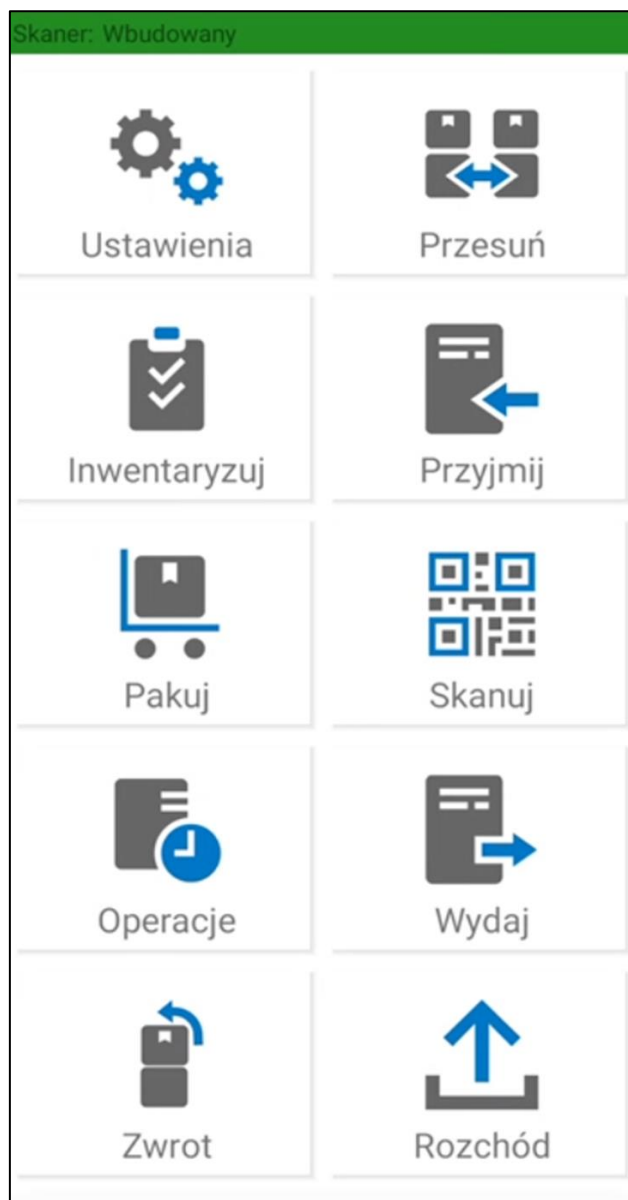 Skaner: Wbudowany
Ustawienia
Przesuń
Inwentaryzuj
Przyjmij
Pakuj
Skanuj
Operacje
Wydaj
Zwrot
Rozchód